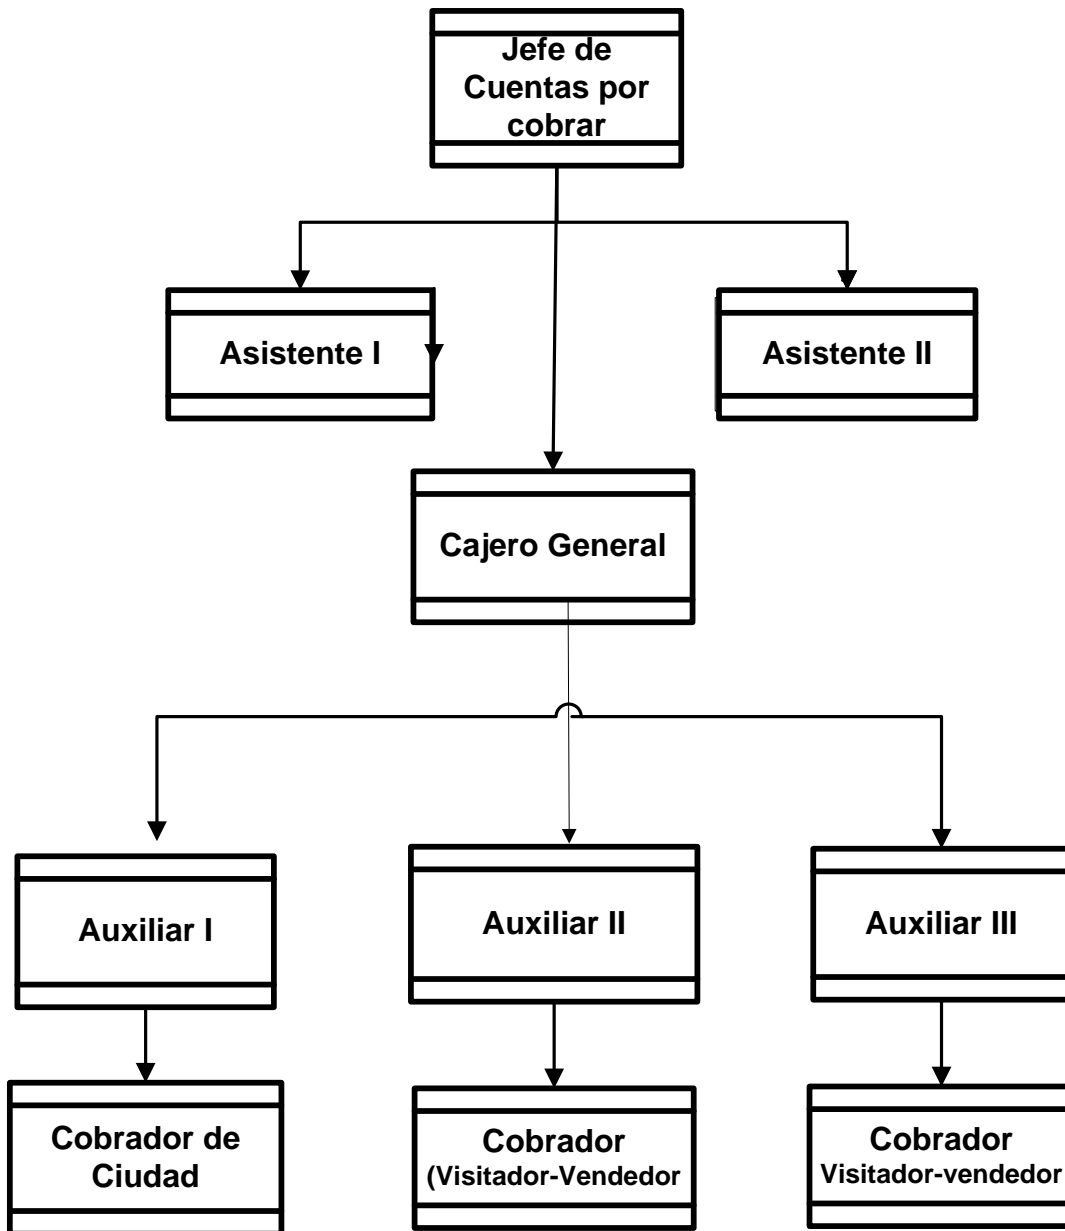 Jefe de
Cuentas por
cobrar
Asistente I
Asistente II
Cajero General
Auxiliar I
Auxiliar II
Auxiliar III
Cobrador de
Ciudad
Cobrador
(Visitador-Vendedor
Cobrador
Visitador-vendedor